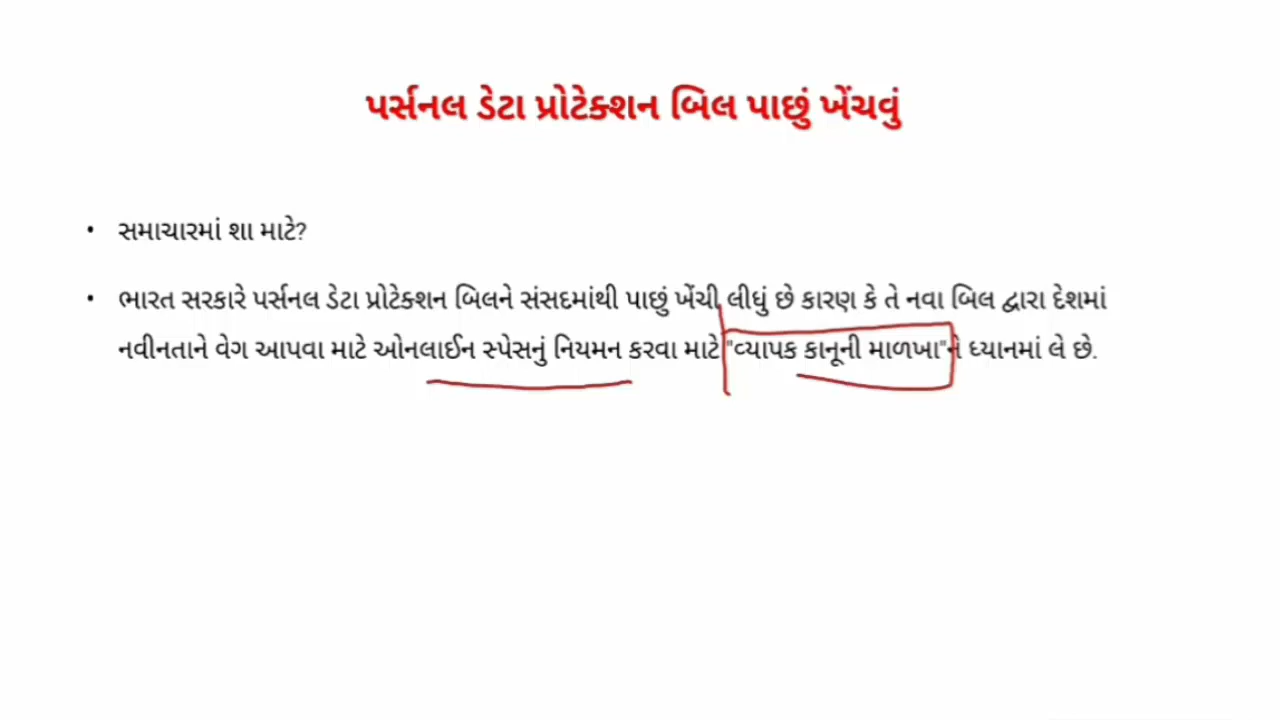 પર્સનલ ડેટા પ્રોટેક્શન બિલ પાછું ખેંચવું
• સમાચારમાં શા માટે?
• ભારત સરકારે પર્સનલ ડેટા પ્રોટેક્શન બિલને સંસદમાંથી પાછું ખેંચી લીધું છે કારણ કે તે નવા બિલ દ્વારા દેશમાં
નવીનતાને વેગ આપવા માટે ઓનલાઈન સ્પેસનું નિયમન કરવા માટે "વ્યાપક કાનૂની માળખા"ને ધ્યાનમાં લે છે.